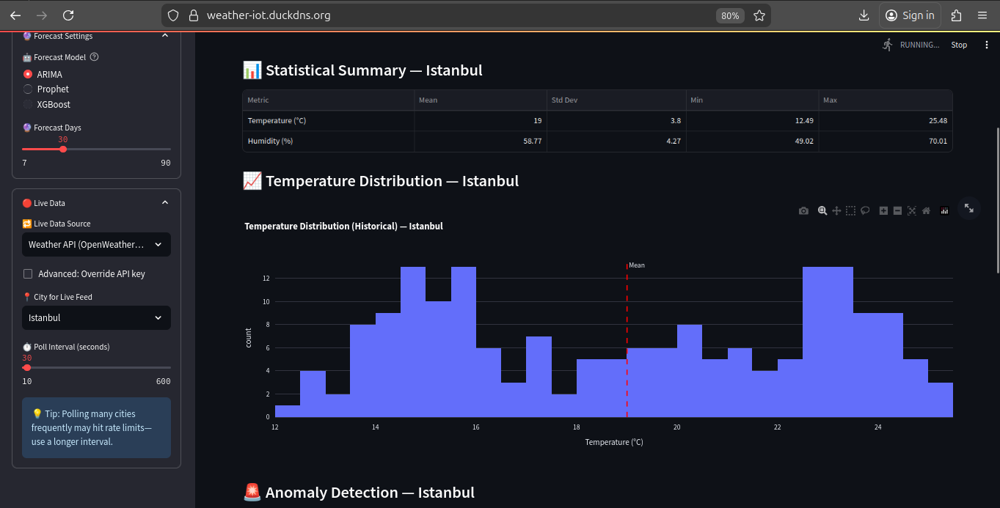 weather-iot.duckdns.org
80%
Sign in
🔮 Forecast Settings
🤖 Forecast Model
ARIMA
Prophet
XGBoost
🔮 Forecast Days
30
7 90
🔴 Live Data
🔁 Live Data Source
Weather API (OpenWeather…
Advanced: Override API key
📍 City for Live Feed
Istanbul
⏱️ Poll Interval (seconds)
30
10 600
💡 Tip: Polling many cities
frequently may hit rate limits—
use a longer interval.
RUNNING... Stop
📊 Statistical Summary — Istanbul
Metric Mean Std Dev Min Max
Temperature (°C) 19 3.8 12.49 25.48
Humidity (%) 58.77 4.27 49.02 70.01
📈 Temperature Distribution — Istanbul
Temperature Distribution (Historical) — Istanbul
Mean
12
10
8
6
4
2
0
count
12 14 16 18 20 22 24
Temperature (°C)
🚨 Anomaly Detection — Istanbul